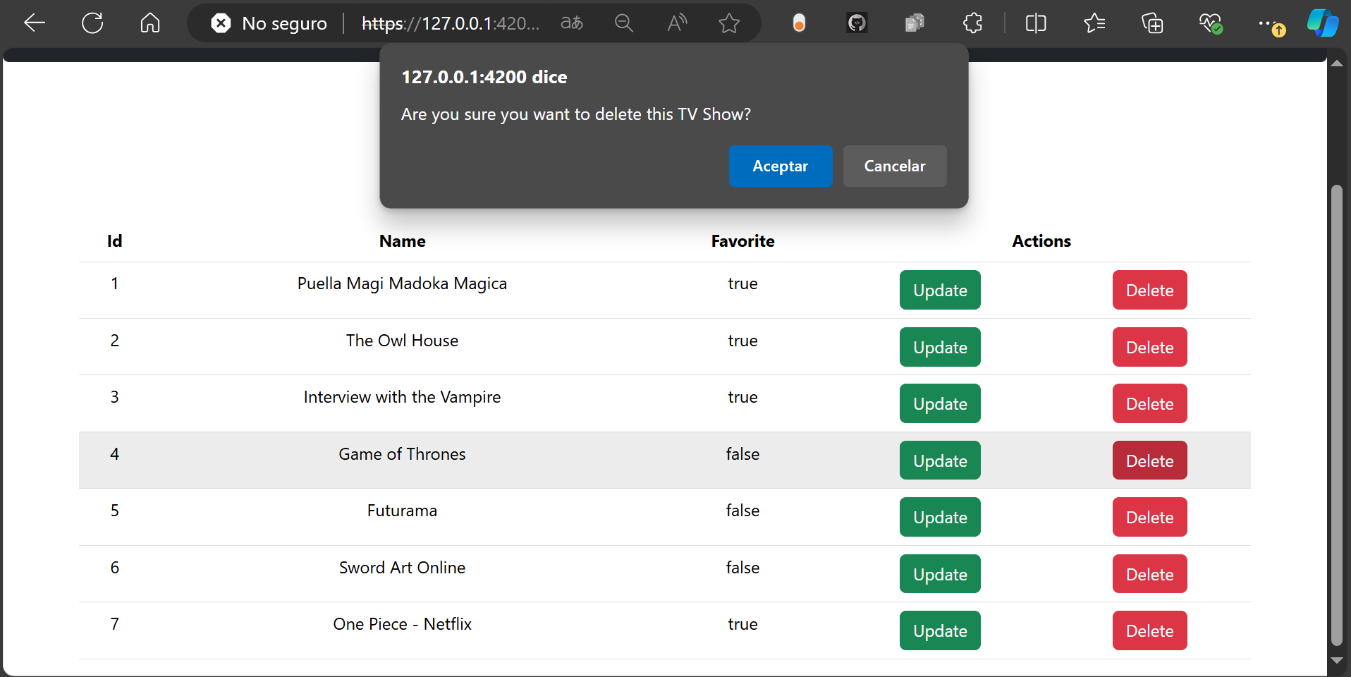 No seguro https://127.0.0.1:420... aあ A
127.0.0.1:4200 dice
Are you sure you want to delete this TV Show?
Aceptar Cancelar
Id Name Favorite Actions
1 Puella Magi Madoka Magica true Update Delete
2 The Owl House true Update Delete
3 Interview with the Vampire true Update Delete
4 Game of Thrones false Update Delete
5 Futurama false Update Delete
6 Sword Art Online false Update Delete
7 One Piece - Netflix true Update Delete